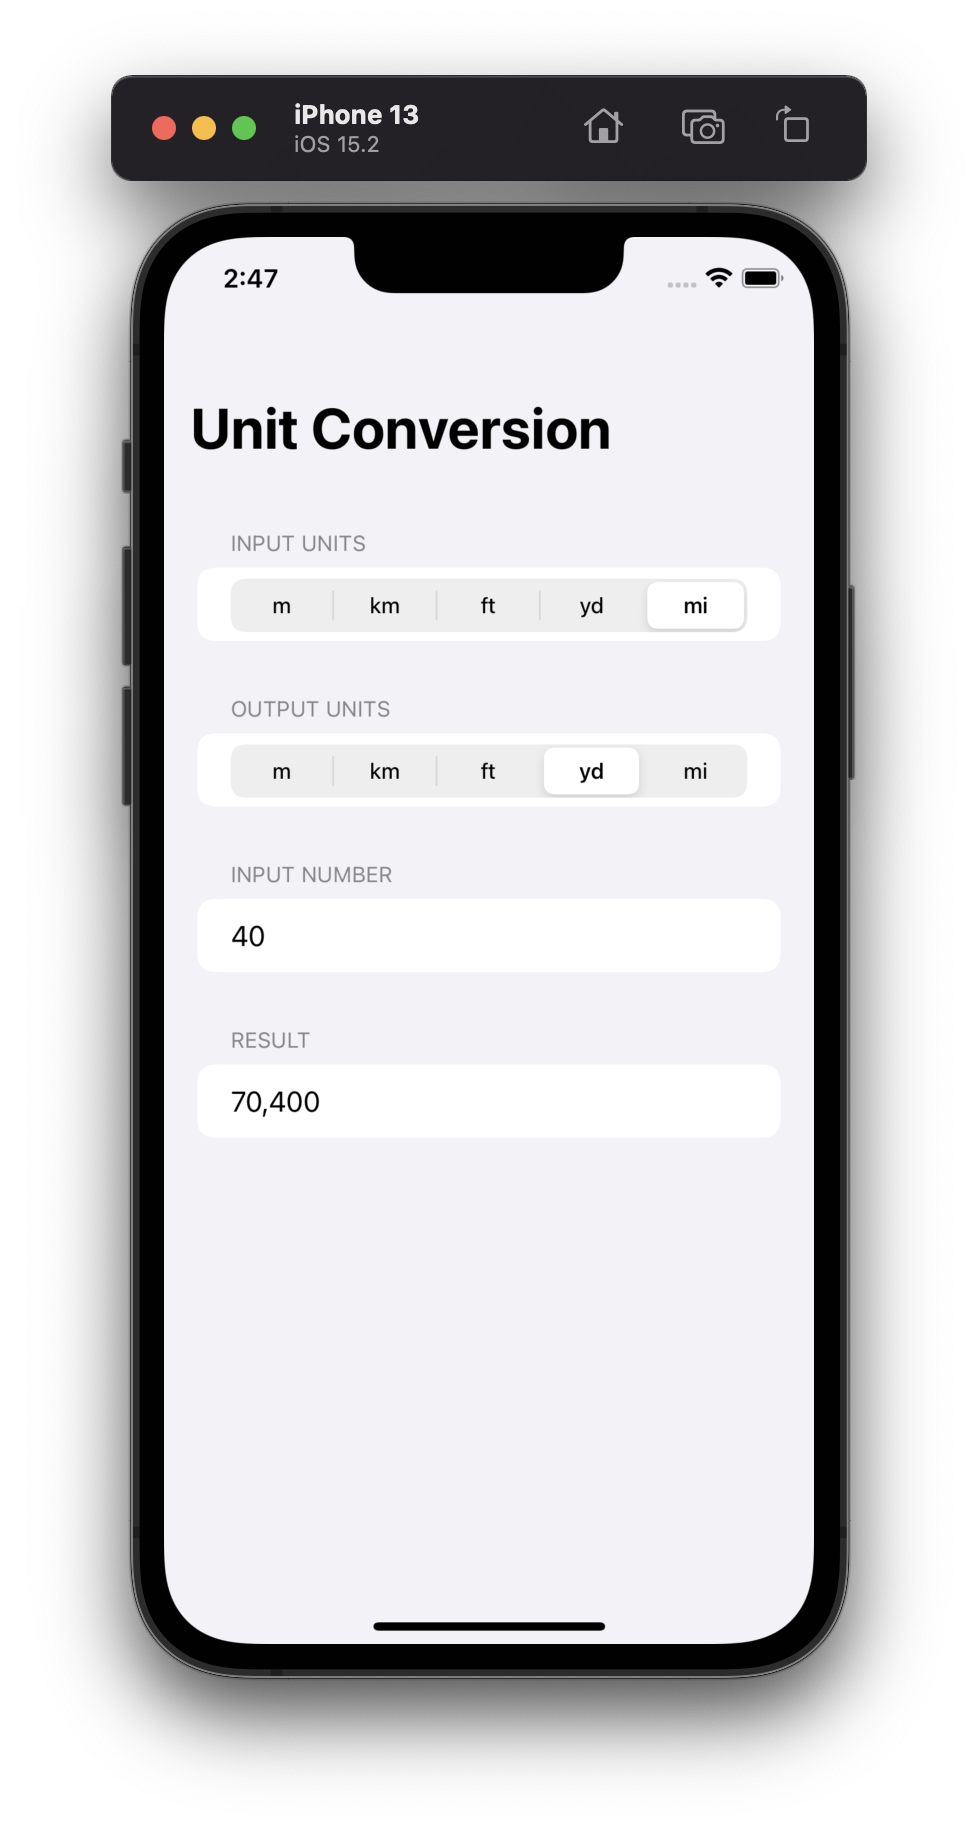 iPhone 13
iOS 15.2
2:47
Unit Conversion
INPUT UNITS
m km ft yd mi
OUTPUT UNITS
m km ft yd mi
INPUT NUMBER
40
RESULT
70,400